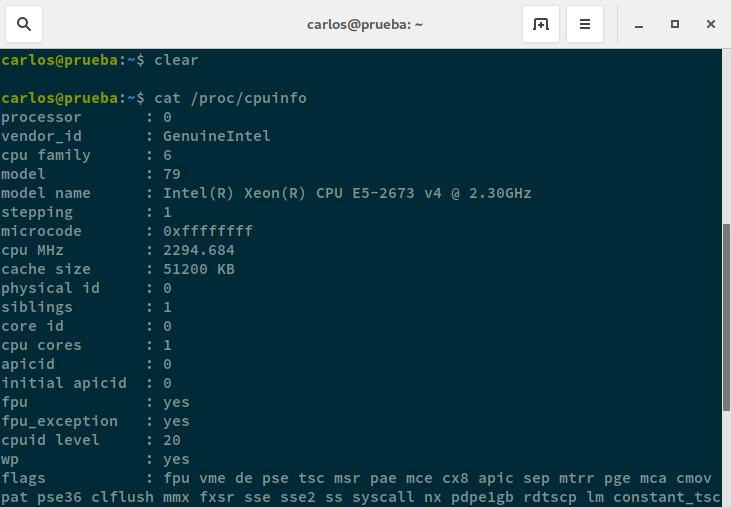 carlos@prueba: ~
carlos@prueba:~$ clear
carlos@prueba:~$ cat /proc/cpuinfo
processor : 0
vendor_id : GenuineIntel
cpu family : 6
model : 79
model name : Intel(R) Xeon(R) CPU E5-2673 v4 @ 2.30GHz
stepping : 1
microcode : 0xffffffff
cpu MHz : 2294.684
cache size : 51200 KB
physical id : 0
siblings : 1
core id : 0
cpu cores : 1
apicid : 0
initial apicid : 0
fpu : yes
fpu_exception : yes
cpuid level : 20
wp : yes
flags : fpu vme de pse tsc msr pae mce cx8 apic sep mtrr pge mca cmov
pat pse36 clflush mmx fxsr sse sse2 ss syscall nx pdpe1gb rdtscp lm constant_tsc